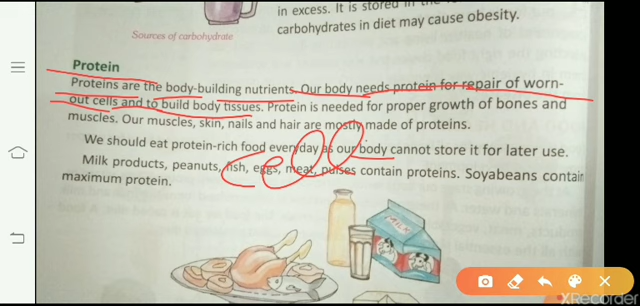 in excess. It is stored in the
carbohydrates in diet may cause obesity.
Sources of carbohydrate
Protein
Proteins are the body-building nutrients. Our body needs protein for repair of worn-
out cells and to build body tissues. Protein is needed for proper growth of bones and
muscles. Our muscles, skin, nails and hair are mostly made of proteins.
We should eat protein-rich food everyday as our body cannot store it for later use.
Milk products, peanuts, fish, eggs, meat, pulses contain proteins. Soyabeans contain
maximum protein.
cell
MILK
XRecorder